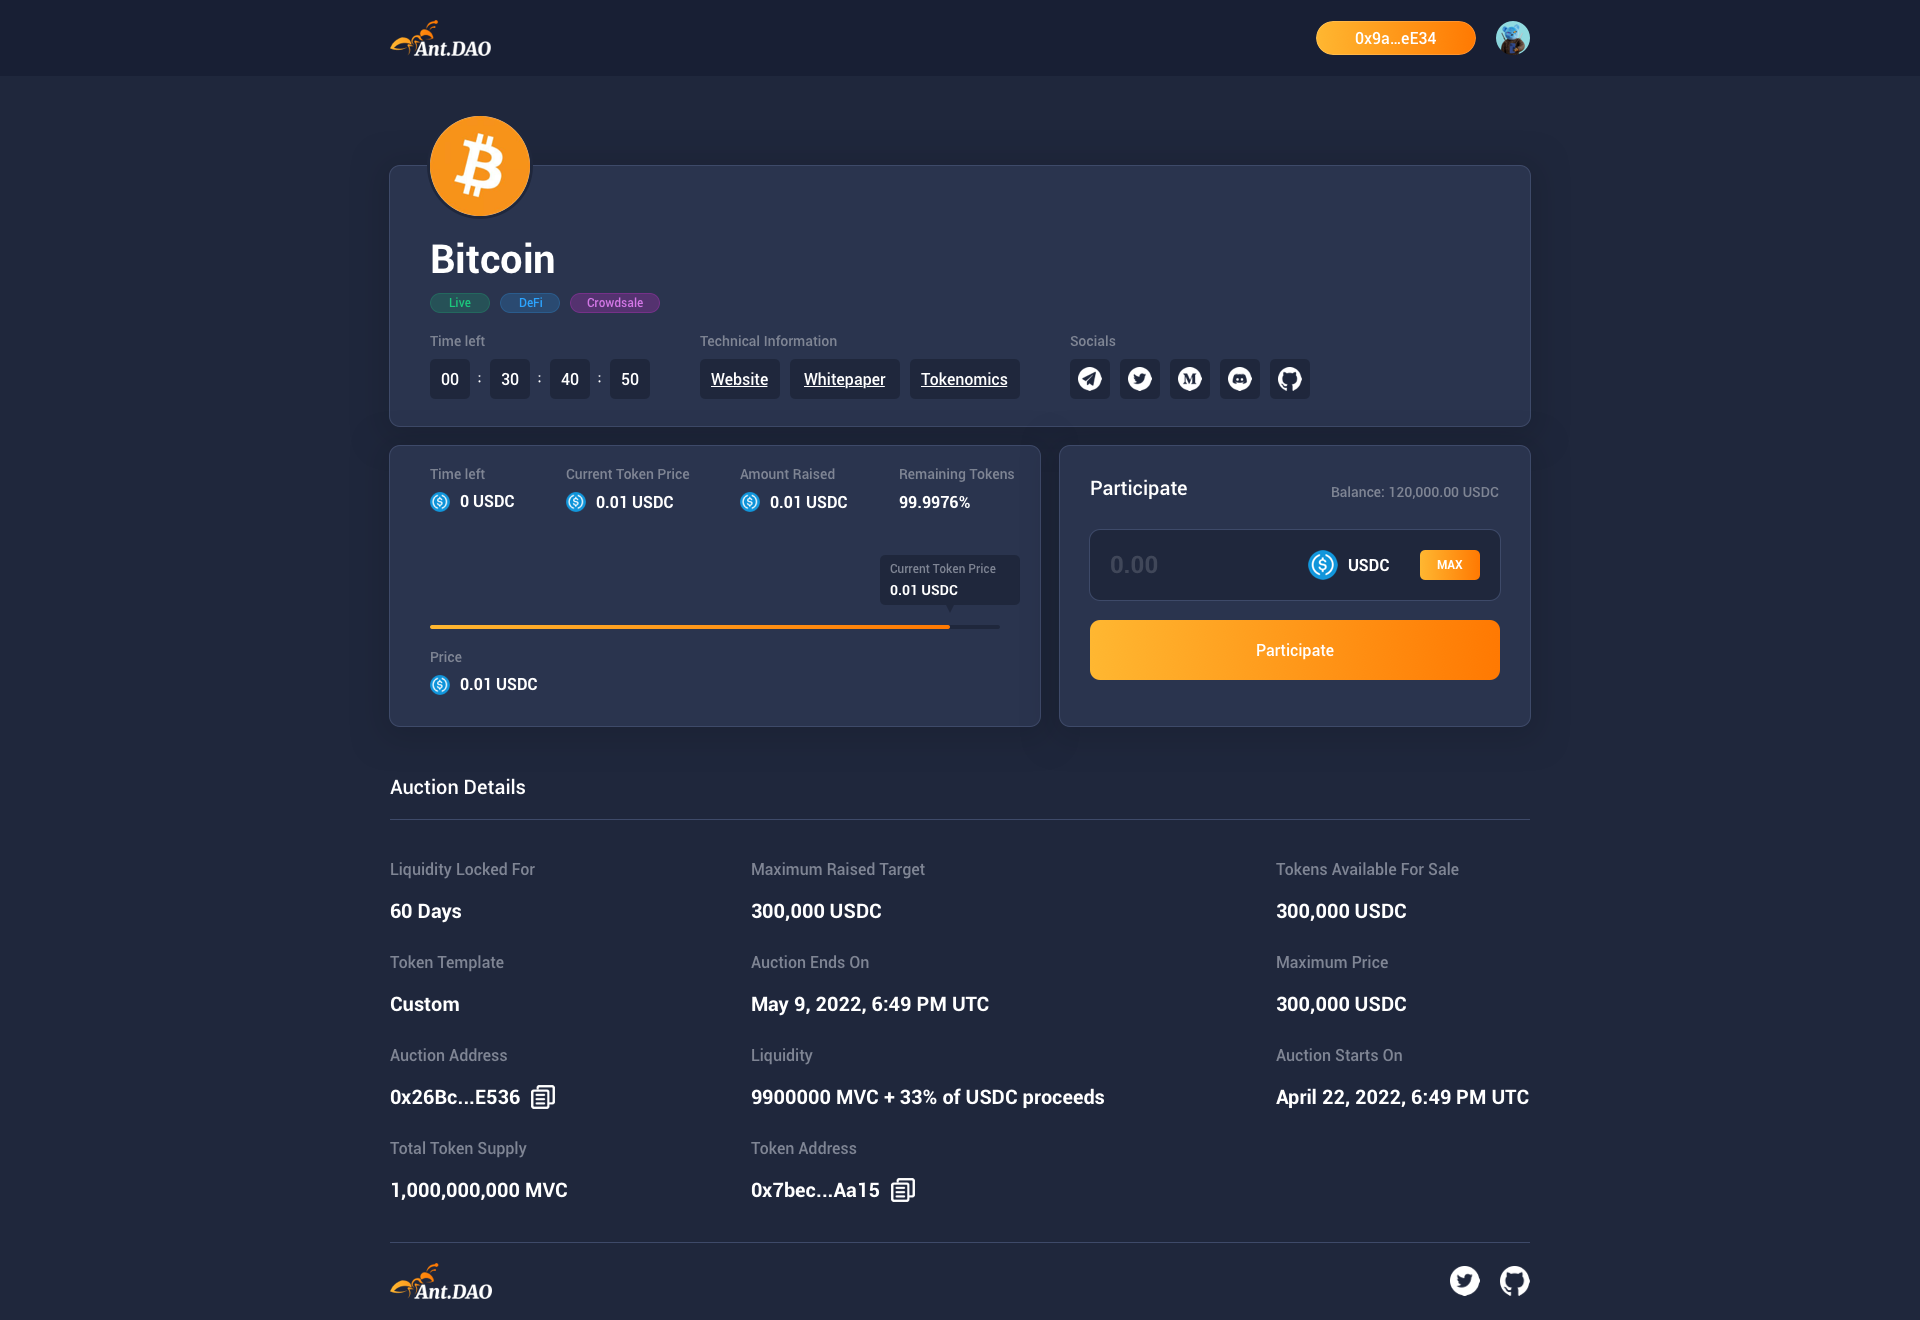 Ant.DAO
0x9a...eE34
Bitcoin
Live DeFi Crowdsale
Time left
00 : 30 : 40 : 50
Technical Information
Website Whitepaper Tokenomics
Socials
M
Time left
0 USDC
Current Token Price
0.01 USDC
Amount Raised
0.01 USDC
Remaining Tokens
99.9976%
Current Token Price
0.01 USDC
Price
0.01 USDC
Participate
Balance: 120,000.00 USDC
0.00 USDC MAX
Participate
Auction Details
Liquidity Locked For
60 Days
Maximum Raised Target
300,000 USDC
Tokens Available For Sale
300,000 USDC
Token Template
Custom
Auction Ends On
May 9, 2022, 6:49 PM UTC
Maximum Price
300,000 USDC
Auction Address
0x26Bc...E536
Liquidity
9900000 MVC + 33% of USDC proceeds
Auction Starts On
April 22, 2022, 6:49 PM UTC
Total Token Supply
1,000,000,000 MVC
Token Address
0x7bec...Aa15
Ant.DAO